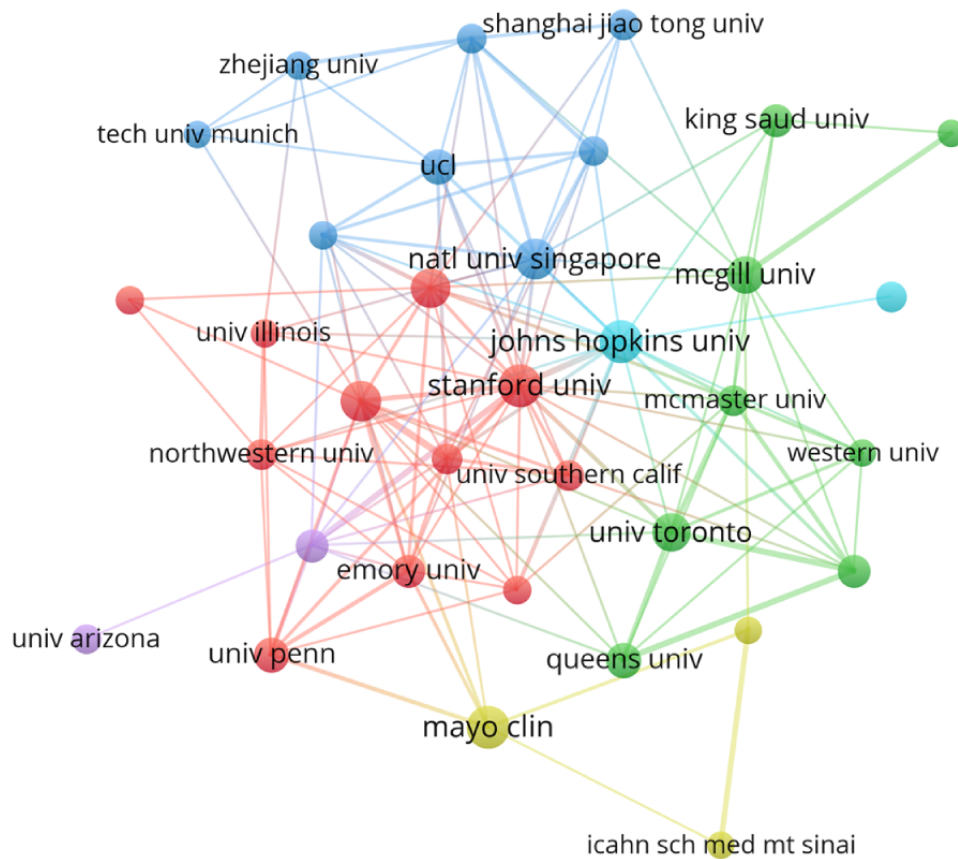 shanghai jiao tong univ
zhejiang univ
king saud univ
tech univ munich
ucl
natl univ singapore
mcgill univ
univ illinois
johns hopkins univ
stanford univ
mcmaster univ
northwestern univ
western univ
univ southern calif
univ toronto
emory univ
univ arizona
univ penn
queens univ
mayo clin
icahn sch med mt sinai